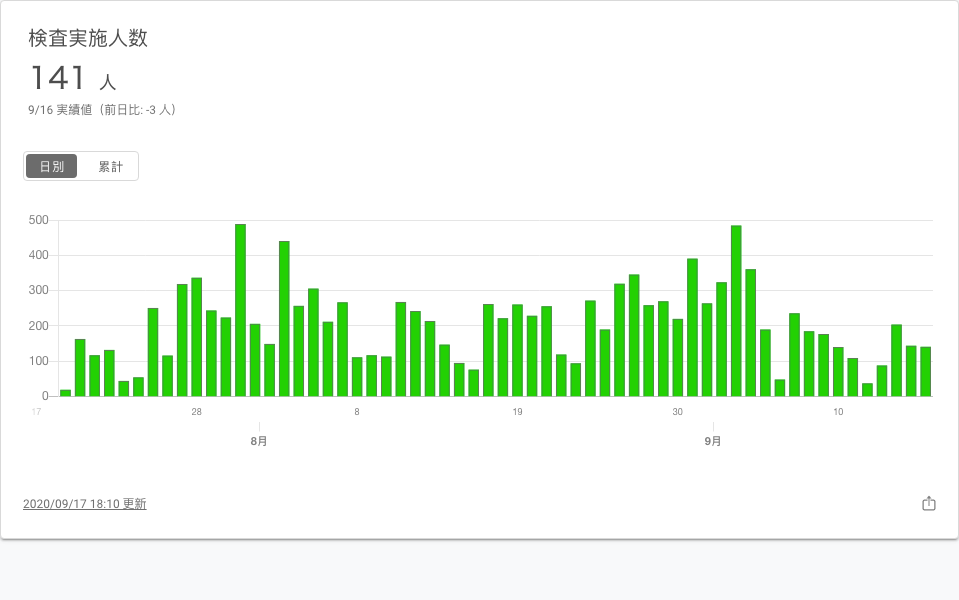 検査実施人数
141 人
9/16 実績値（前日比: -3 人）
日別 累計
500
400
300
200
100
0
17 28 8 19 30 10
8月 9月
2020/09/17 18:10 更新